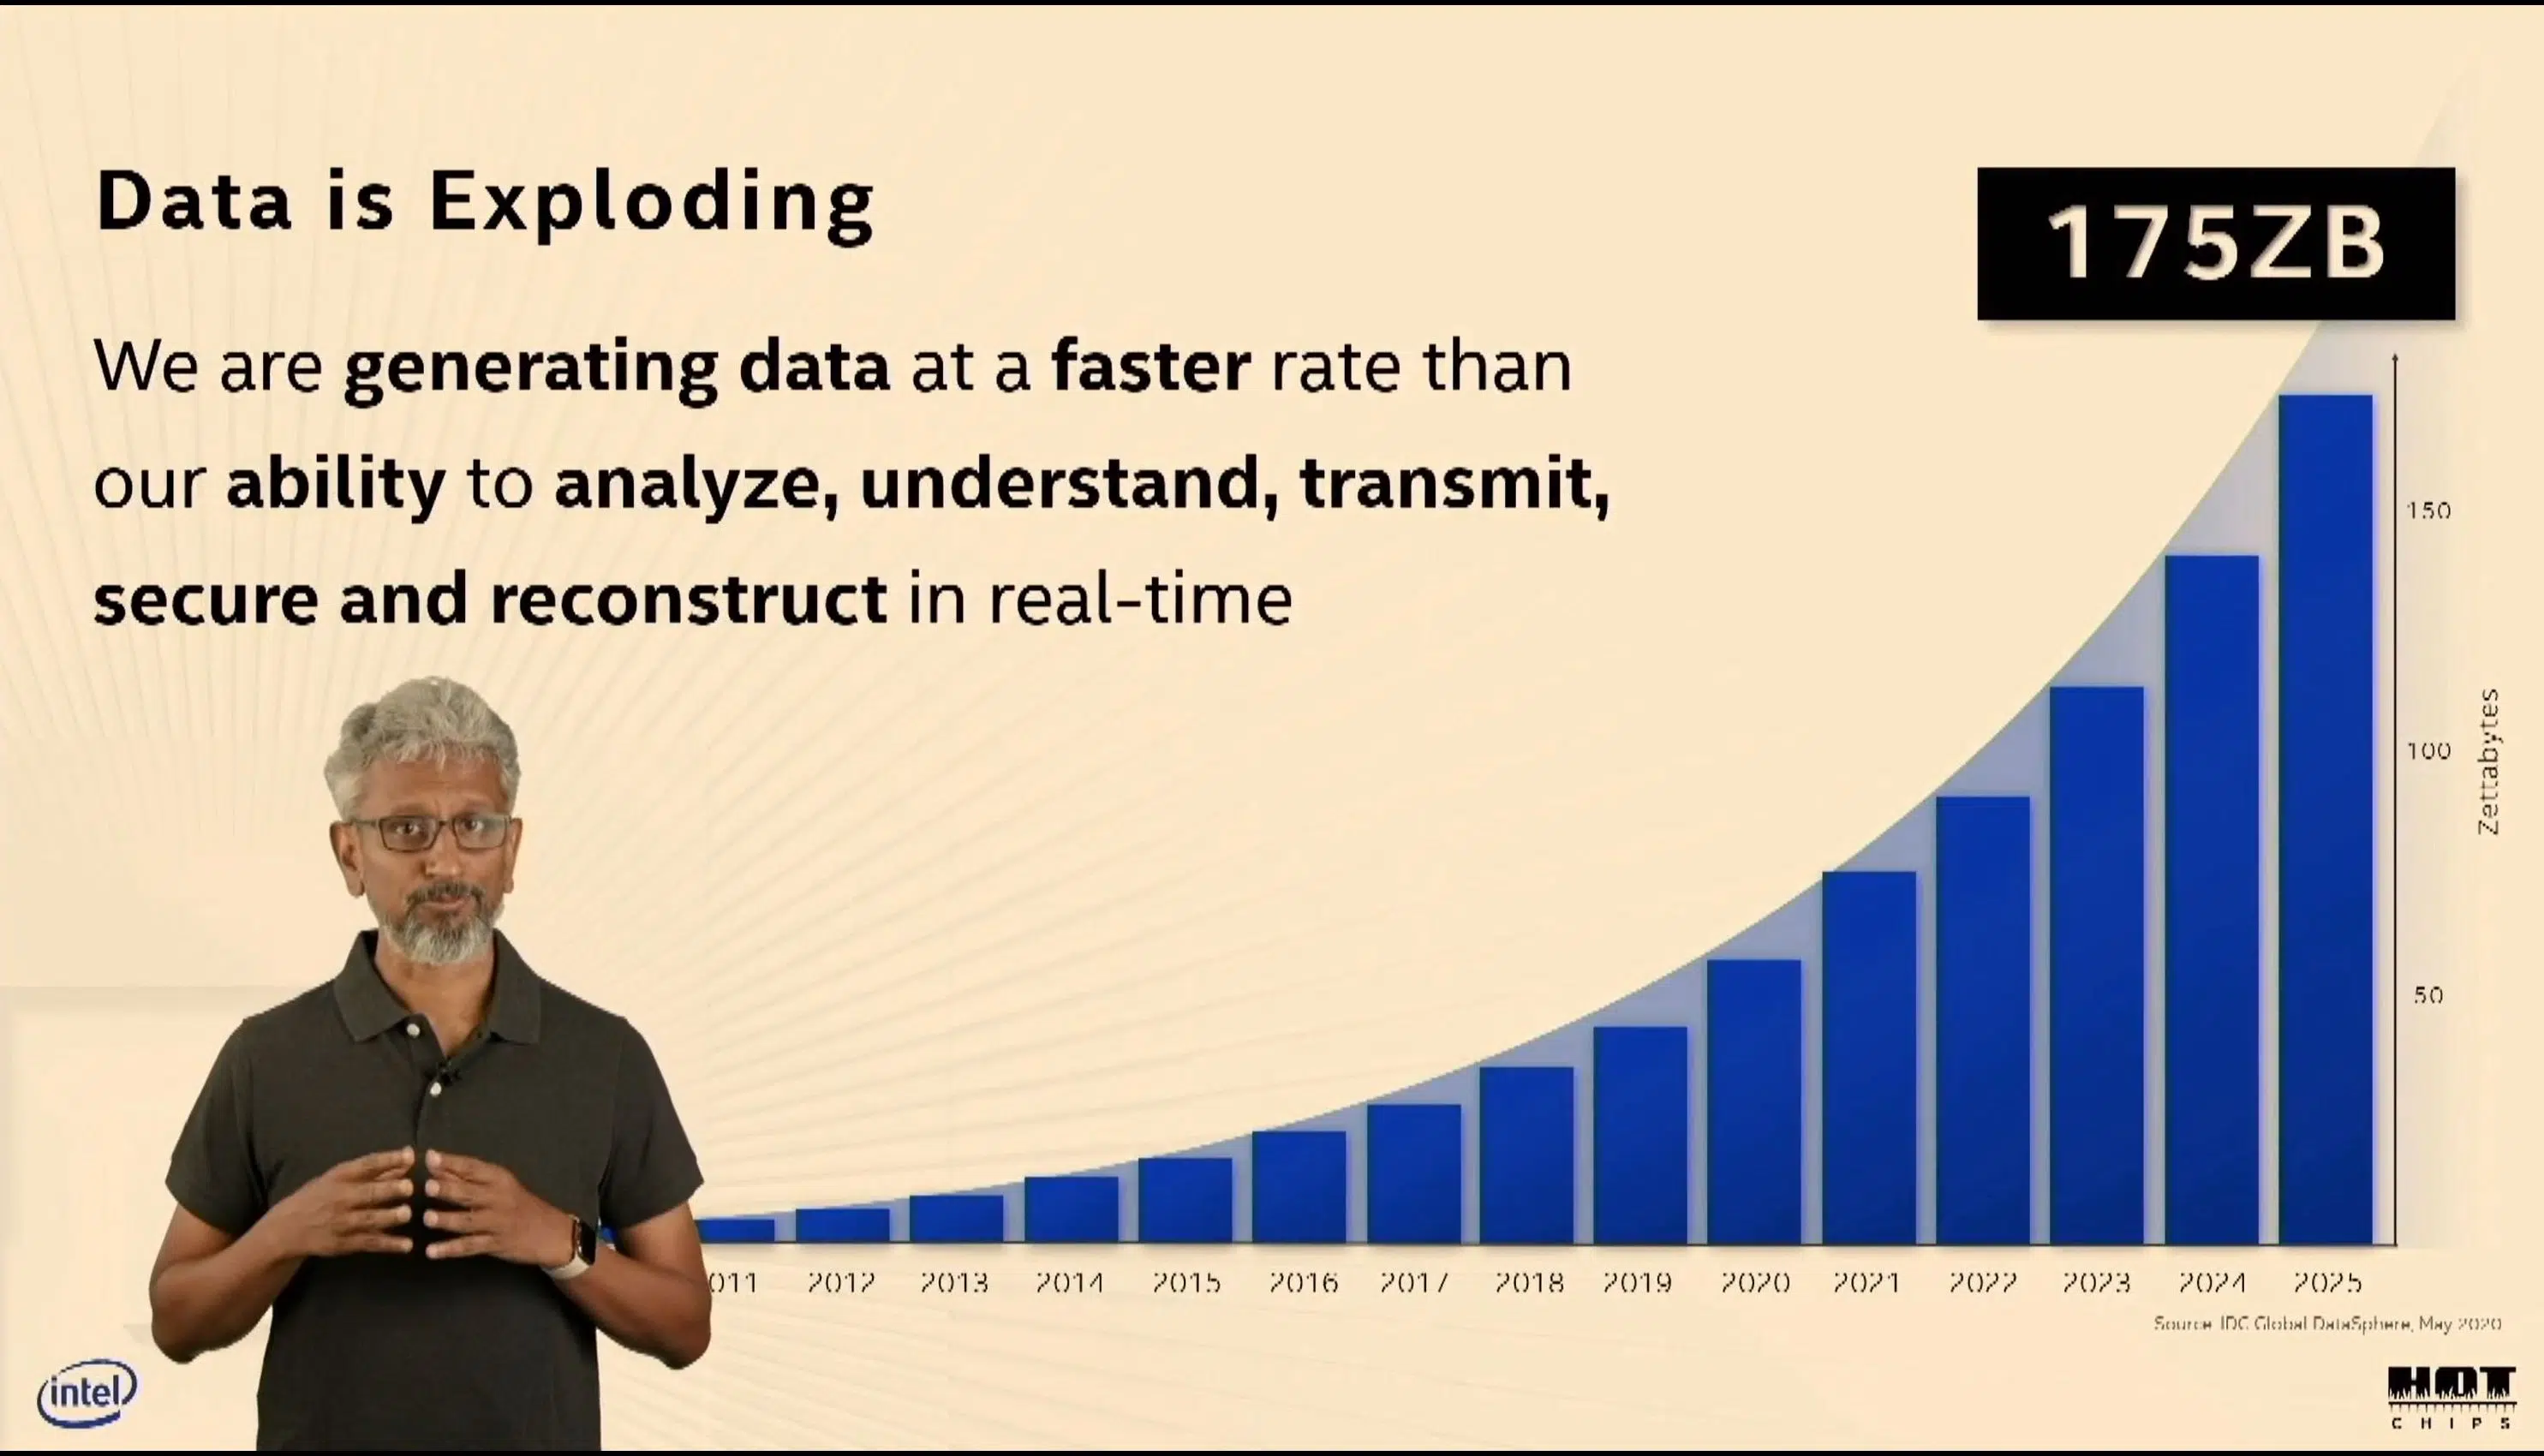 Data is Exploding
175ZB
We are generating data at a faster rate than
our ability to analyze, understand, transmit,
secure and reconstruct in real-time
150
100
50
Zettabytes
011 2012 2013 2014 2015 2016 2017 2018 2019 2020 2021 2022 2023 2024 2025
Source IDC Global DataSphere, May 2020
intel
HOT
CHIPS